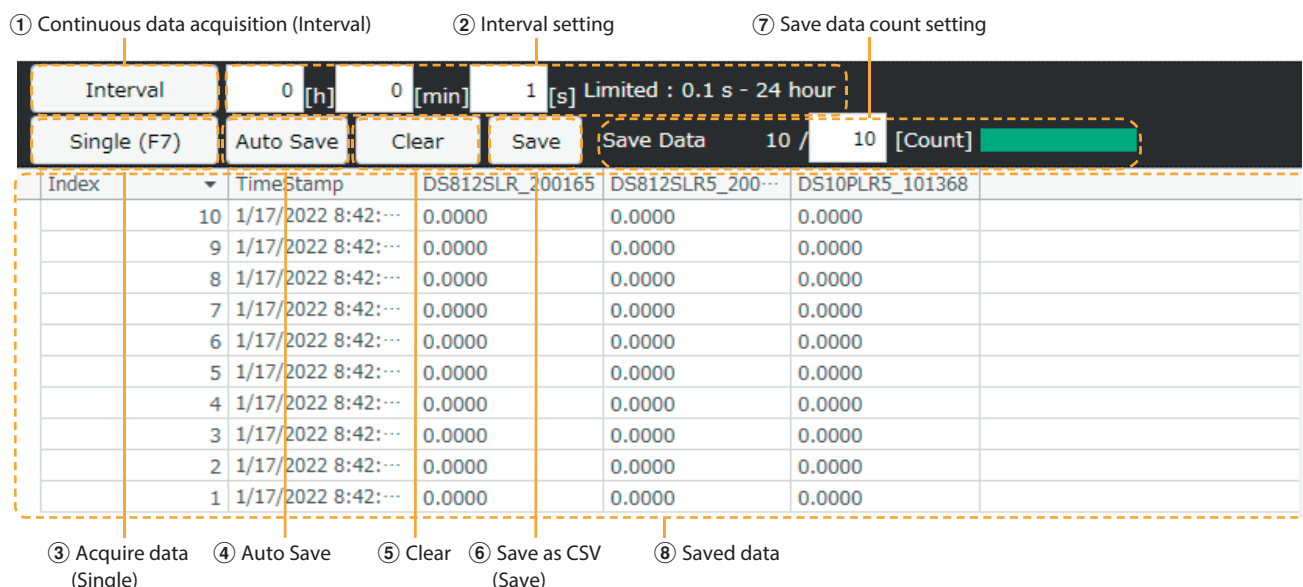 ① Continuous data acquisition (Interval) ② Interval setting ⑦ Save data count setting
Interval 0 [h] 0 [min] 1 [s] Limited : 0.1 s - 24 hour
Single (F7) Auto Save Clear Save Save Data 10 / 10 [Count]
Index TimeStamp DS812SLR_200165 DS812SLR5_200··· DS10PLR5_101368
10 1/17/2022 8:42:··· 0.0000 0.0000 0.0000
9 1/17/2022 8:42:··· 0.0000 0.0000 0.0000
8 1/17/2022 8:42:··· 0.0000 0.0000 0.0000
7 1/17/2022 8:42:··· 0.0000 0.0000 0.0000
6 1/17/2022 8:42:··· 0.0000 0.0000 0.0000
5 1/17/2022 8:42:··· 0.0000 0.0000 0.0000
4 1/17/2022 8:42:··· 0.0000 0.0000 0.0000
3 1/17/2022 8:42:··· 0.0000 0.0000 0.0000
2 1/17/2022 8:42:··· 0.0000 0.0000 0.0000
1 1/17/2022 8:42:··· 0.0000 0.0000 0.0000
③ Acquire data ④ Auto Save ⑤ Clear ⑥ Save as CSV ⑧ Saved data
(Single) (Save)